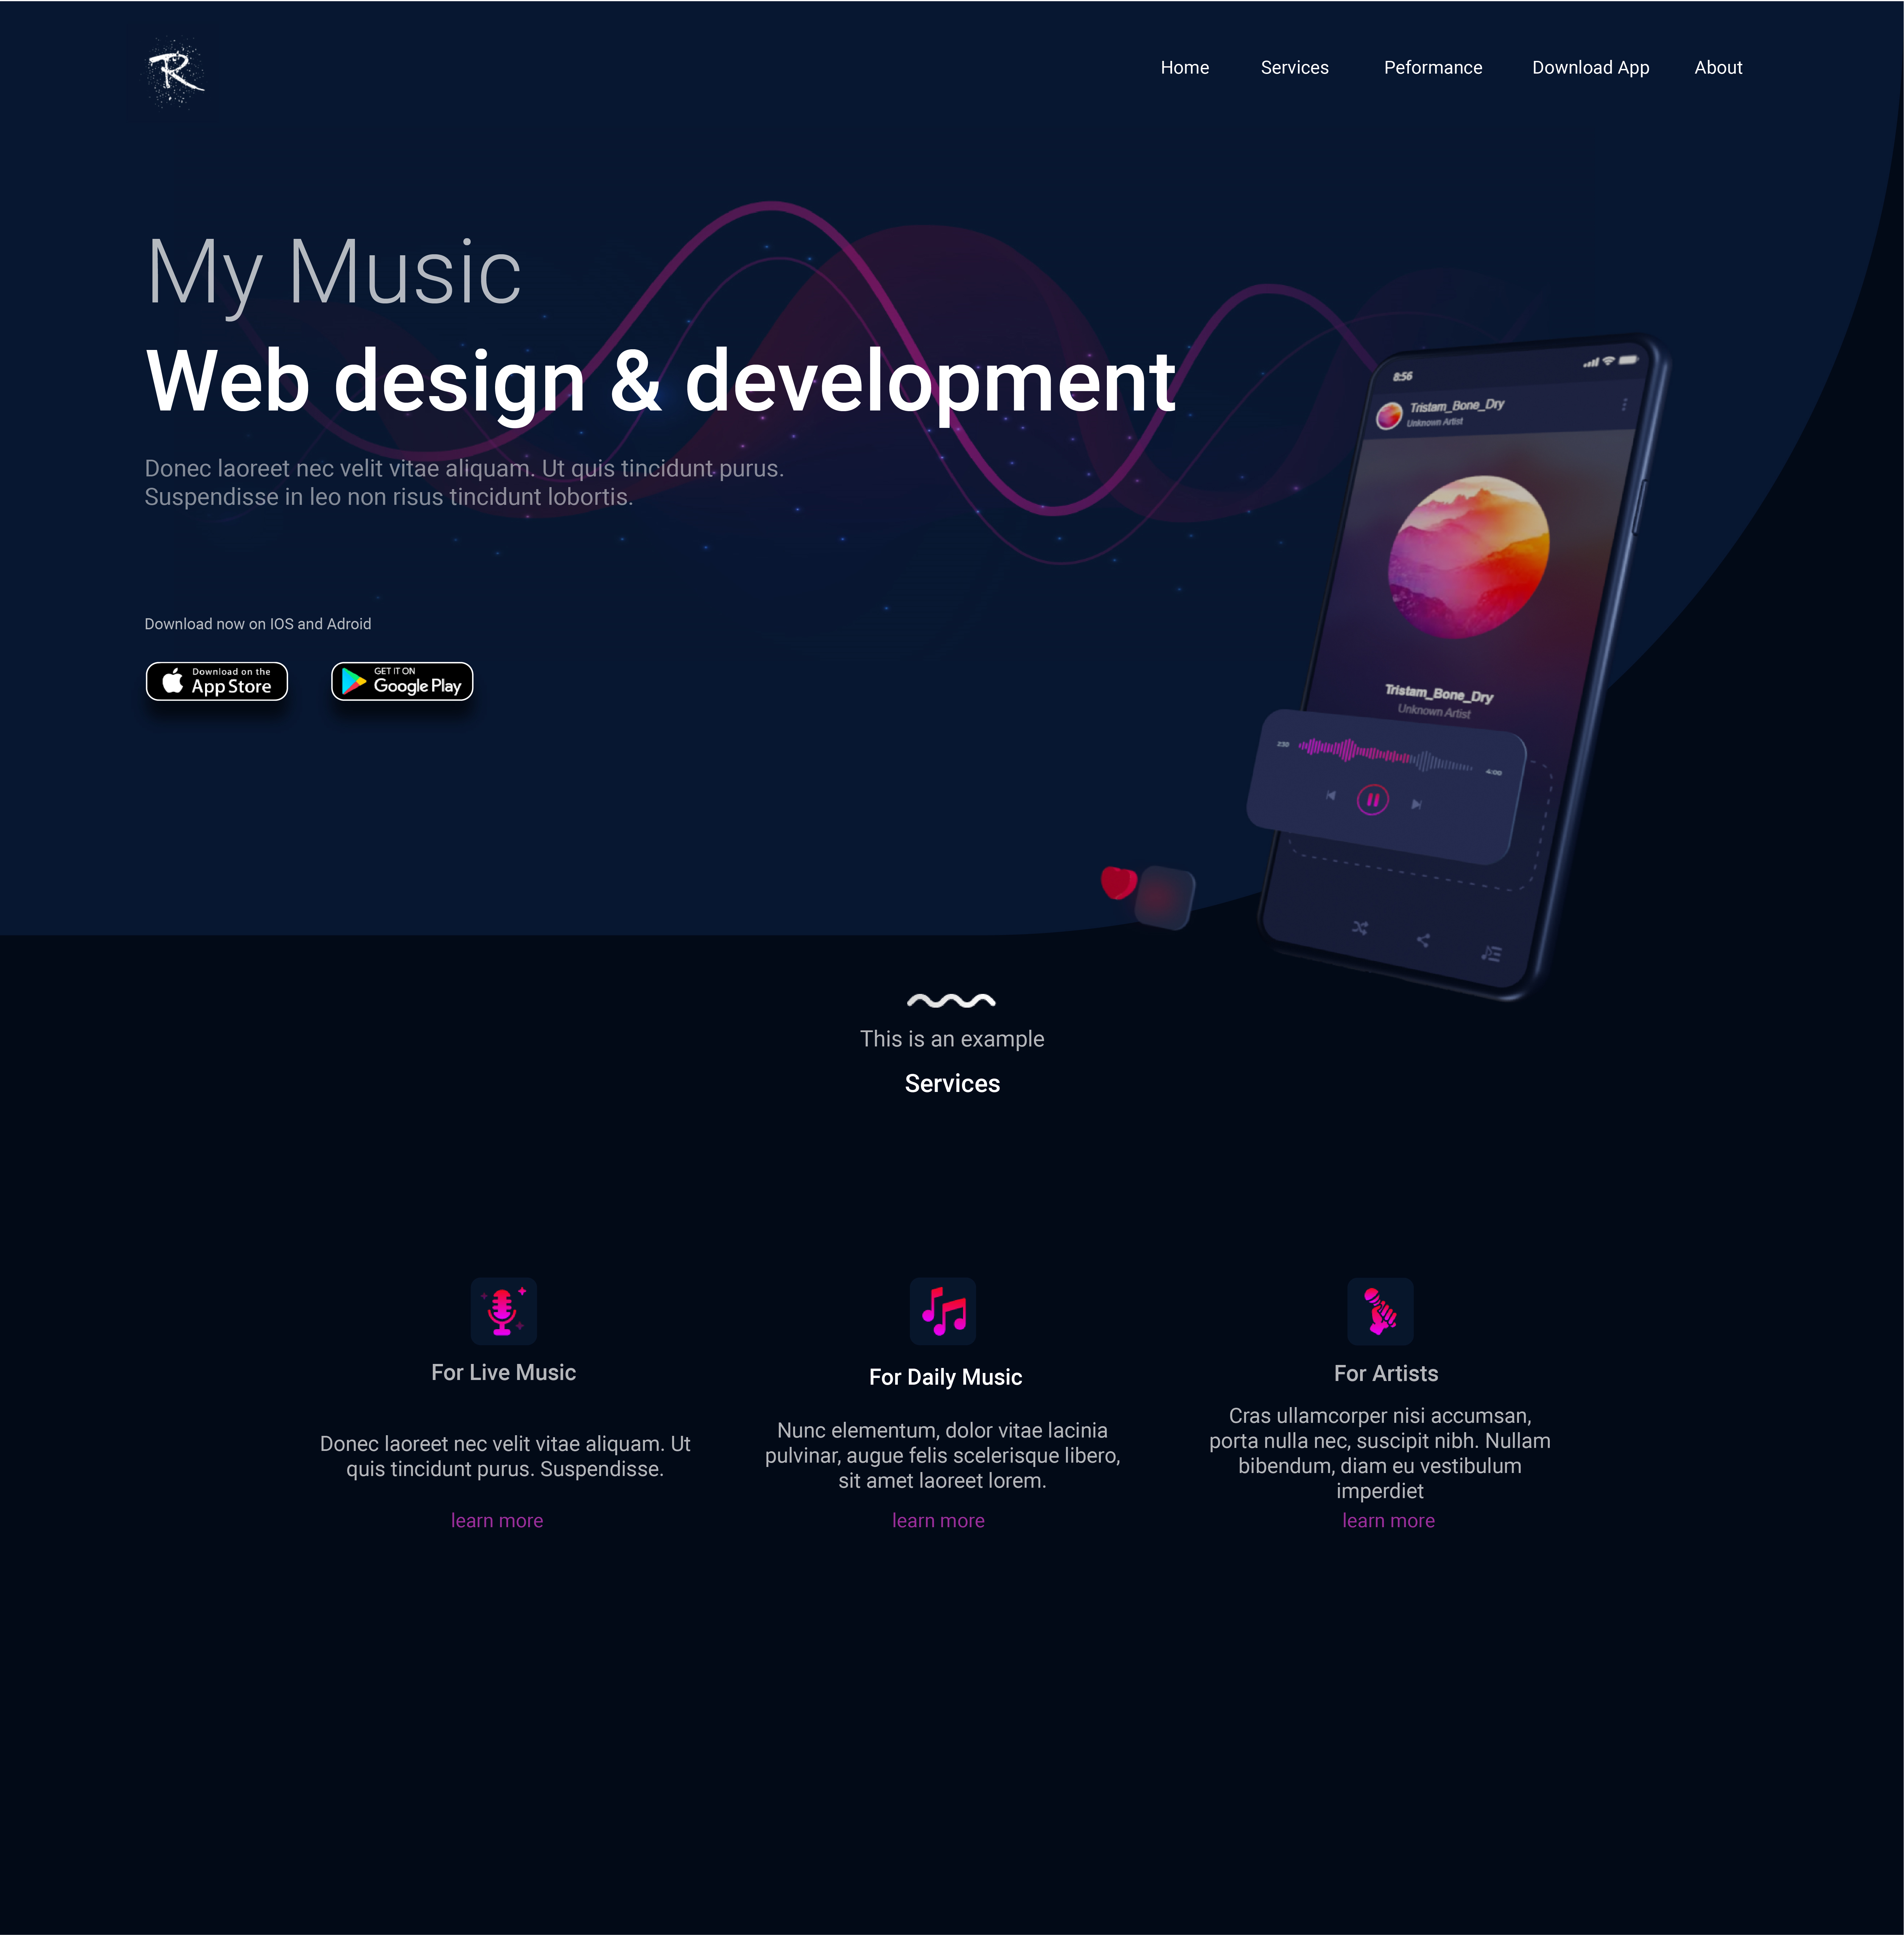 R
Home Services Peformance Download App About
My Music
Web design & development
Donec laoreet nec velit vitae aliquam. Ut quis tincidunt purus.
Suspendisse in leo non risus tincidunt lobortis.
Download now on IOS and Adroid
Download on the
App Store
GET IT ON
Google Play
8:56
Tristam_Bone_Dry
Unknown Artist
Tristam_Bone_Dry
Unknown Artist
2:30
4:00
This is an example
Services
For Live Music
Donec laoreet nec velit vitae aliquam. Ut
quis tincidunt purus. Suspendisse.
learn more
For Daily Music
Nunc elementum, dolor vitae lacinia
pulvinar, augue felis scelerisque libero,
sit amet laoreet lorem.
learn more
For Artists
Cras ullamcorper nisi accumsan,
porta nulla nec, suscipit nibh. Nullam
bibendum, diam eu vestibulum
imperdiet
learn more